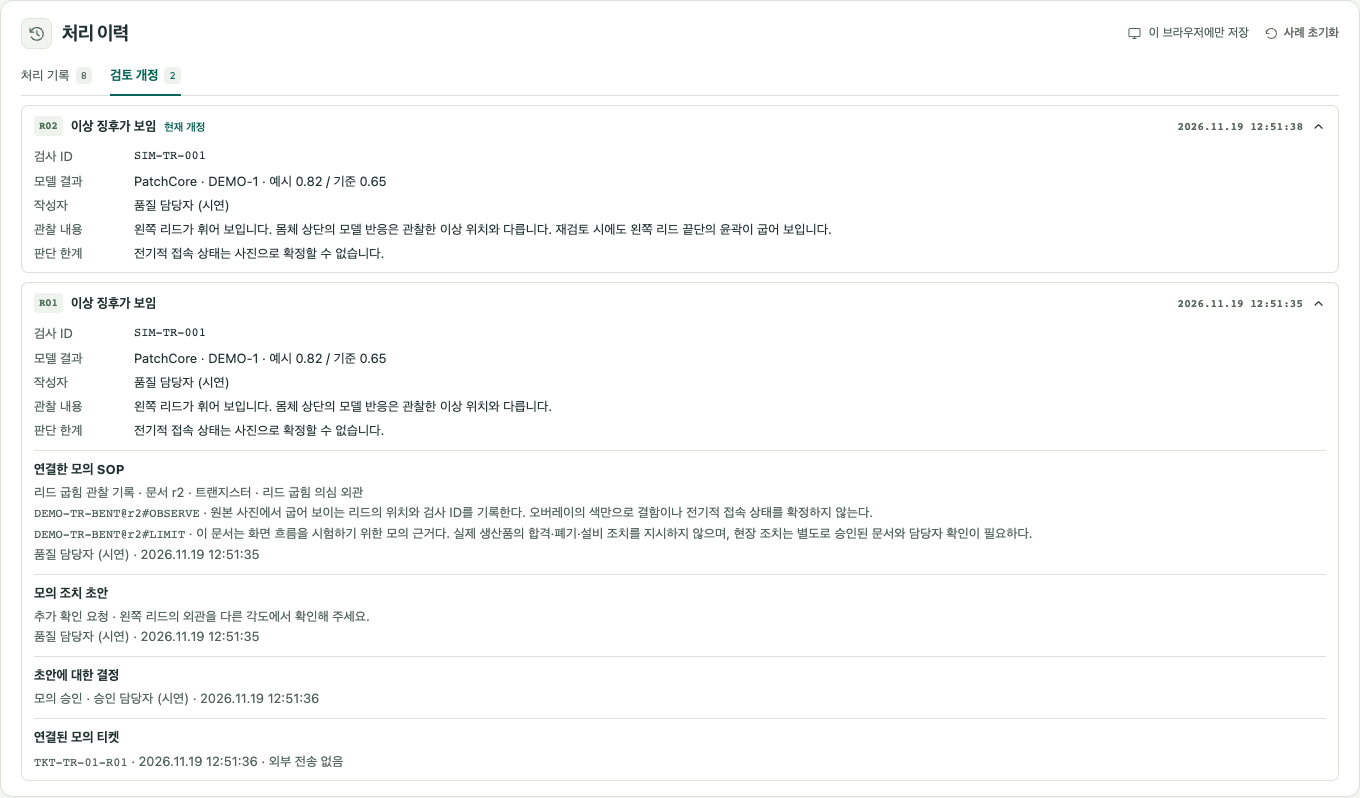 처리 이력
이 브라우저에만 저장
사례 초기화
처리 기록 8
검토 개정 2
R02 이상 징후가 보임 현재 개정 2026.11.19 12:51:38
검사 ID SIM-TR-001
모델 결과 PatchCore · DEMO-1 · 예시 0.82 / 기준 0.65
작성자 품질 담당자 (시연)
관찰 내용 왼쪽 리드가 휘어 보입니다. 몸체 상단의 모델 반응은 관찰한 이상 위치와 다릅니다. 재검토 시에도 왼쪽 리드 끝단의 윤곽이 굽어 보입니다.
판단 한계 전기적 접속 상태는 사진으로 확정할 수 없습니다.
R01 이상 징후가 보임 2026.11.19 12:51:35
검사 ID SIM-TR-001
모델 결과 PatchCore · DEMO-1 · 예시 0.82 / 기준 0.65
작성자 품질 담당자 (시연)
관찰 내용 왼쪽 리드가 휘어 보입니다. 몸체 상단의 모델 반응은 관찰한 이상 위치와 다릅니다.
판단 한계 전기적 접속 상태는 사진으로 확정할 수 없습니다.
연결한 모의 SOP
리드 굽힘 관찰 기록 · 문서 r2 · 트랜지스터 · 리드 굽힘 의심 외관
DEMO-TR-BENT@r2#OBSERVE · 원본 사진에서 굽어 보이는 리드의 위치와 검사 ID를 기록한다. 오버레이의 색만으로 결함이나 전기적 접속 상태를 확정하지 않는다.
DEMO-TR-BENT@r2#LIMIT · 이 문서는 화면 흐름을 시험하기 위한 모의 근거다. 실제 생산품의 합격·폐기·설비 조치를 지시하지 않으며, 현장 조치는 별도로 승인된 문서와 담당자 확인이 필요하다.
품질 담당자 (시연) · 2026.11.19 12:51:35
모의 조치 초안
추가 확인 요청 · 왼쪽 리드의 외관을 다른 각도에서 확인해 주세요.
품질 담당자 (시연) · 2026.11.19 12:51:35
초안에 대한 결정
모의 승인 · 승인 담당자 (시연) · 2026.11.19 12:51:36
연결된 모의 티켓
TKT-TR-01-R01 · 2026.11.19 12:51:36 · 외부 전송 없음